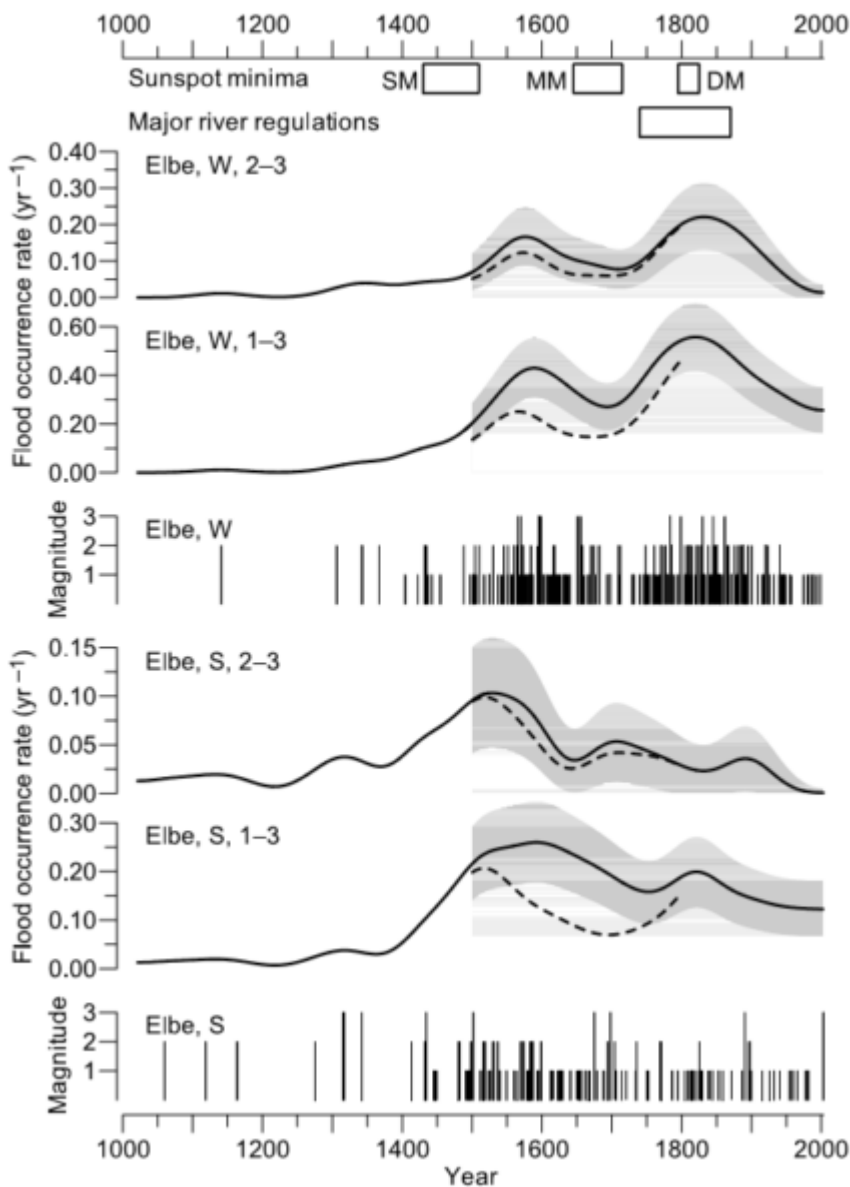 1000 1200 1400 1600 1800 2000
Sunspot minima SM MM DM
Major river regulations
Flood occurrence rate (yr⁻¹)
0.40
0.30
0.20
0.10
0.00
Elbe, W, 2–3
0.60
0.40
0.20
0.00
Elbe, W, 1–3
Magnitude
3
2
1
Elbe, W
Flood occurrence rate (yr⁻¹)
0.15
0.10
0.05
0.00
Elbe, S, 2–3
0.30
0.20
0.10
0.00
Elbe, S, 1–3
Magnitude
3
2
1
Elbe, S
1000 1200 1400 1600 1800 2000
Year